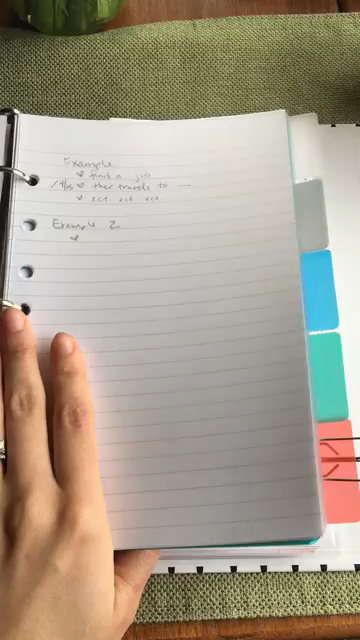 Example
♥ find a job
✓ 4/15 ♥ then travels to —
♥ ect ect ect.
Example 2
♥